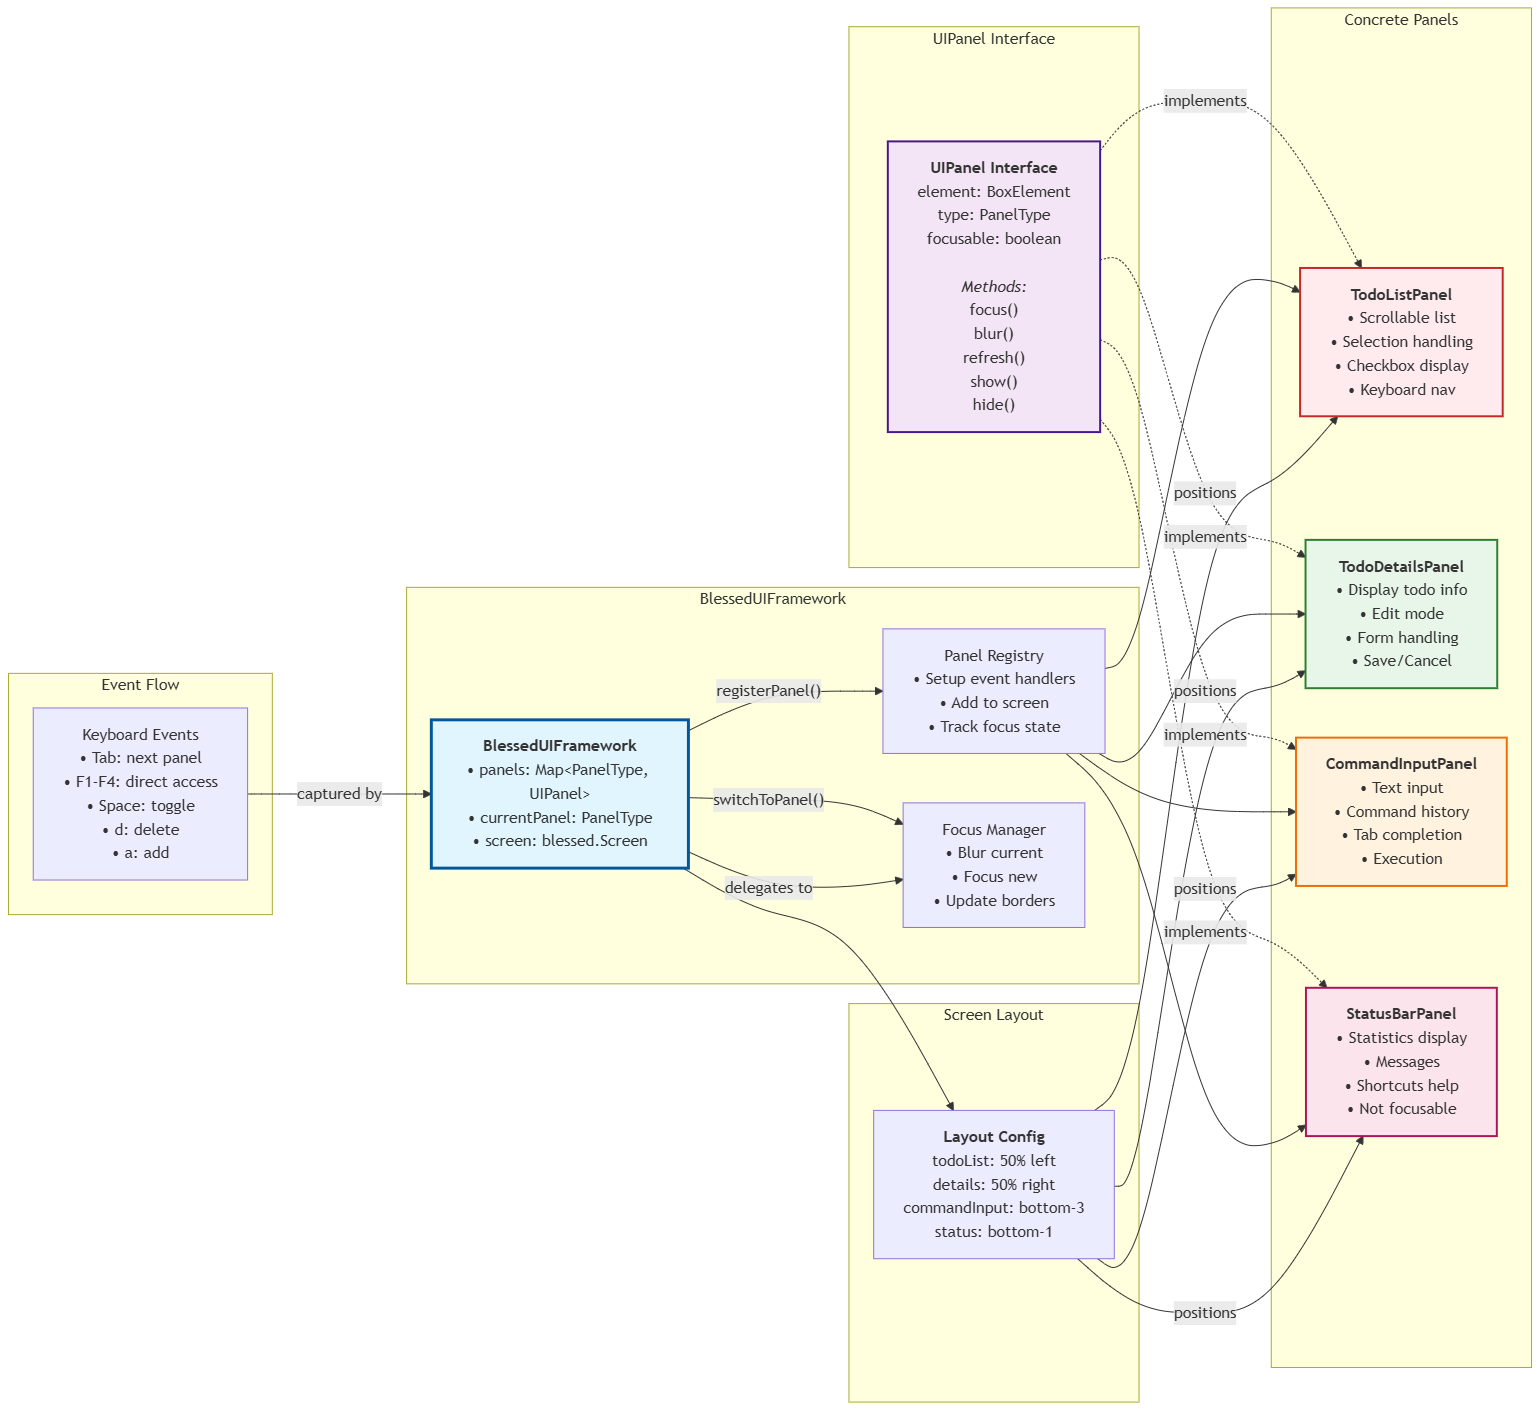 UIPanel Interface
UIPanel Interface
element: BoxElement
type: PanelType
focusable: boolean
Methods:
focus()
blur()
refresh()
show()
hide()
Concrete Panels
implements
TodoListPanel
• Scrollable list
• Selection handling
• Checkbox display
• Keyboard nav
positions
implements
TodoDetailsPanel
• Display todo info
• Edit mode
• Form handling
• Save/Cancel
positions
implements
CommandInputPanel
• Text input
• Command history
• Tab completion
• Execution
positions
implements
StatusBarPanel
• Statistics display
• Messages
• Shortcuts help
• Not focusable
positions
Event Flow
Keyboard Events
• Tab: next panel
• F1-F4: direct access
• Space: toggle
• d: delete
• a: add
captured by
BlessedUIFramework
BlessedUIFramework
• panels: Map<PanelType,
UIPanel>
• currentPanel: PanelType
• screen: blessed.Screen
registerPanel()
switchToPanel()
delegates to
Panel Registry
• Setup event handlers
• Add to screen
• Track focus state
Focus Manager
• Blur current
• Focus new
• Update borders
Screen Layout
Layout Config
todoList: 50% left
details: 50% right
commandInput: bottom-3
status: bottom-1